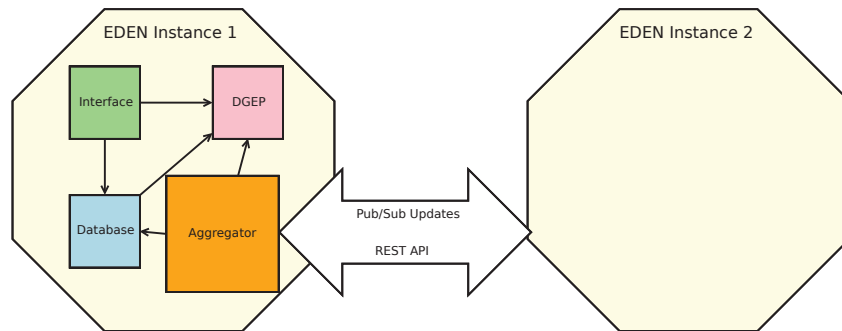 EDEN Instance 1
EDEN Instance 2
Interface
DGEP
Database
Aggregator
Pub/Sub Updates
REST API